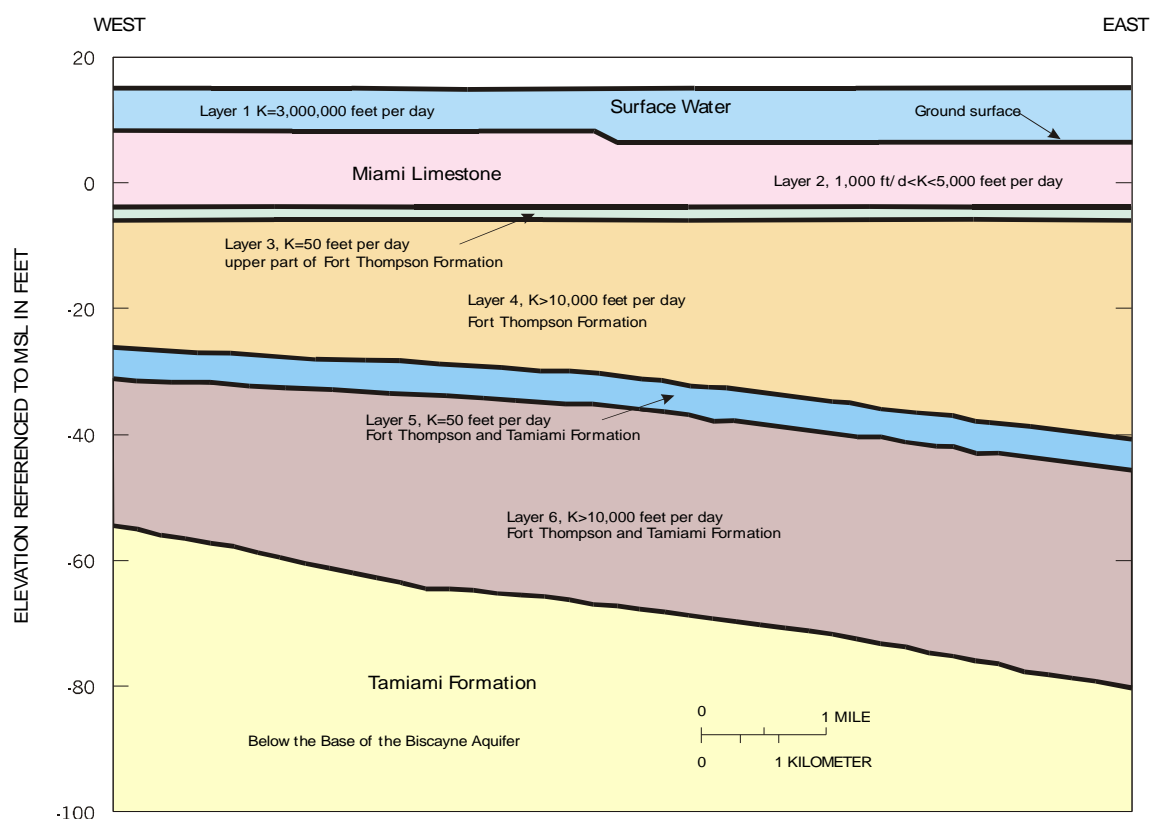 WEST
EAST
20
Layer 1 K=3,000,000 feet per day
Surface Water
Ground surface
Miami Limestone
0
Layer 2, 1,000 ft/d<K<5,000 feet per day
Layer 3, K=50 feet per day
upper part of Fort Thompson Formation
ELEVATION REFERENCED TO MSL IN FEET
Layer 4, K>10,000 feet per day
-20
Fort Thompson Formation
Layer 5, K=50 feet per day
-40
Fort Thompson and Tamiami Formation
Layer 6, K>10,000 feet per day
Fort Thompson and Tamiami Formation
-60
Tamiami Formation
-80
0
1 MILE
Below the Base of the Biscayne Aquifer
0
1 KILOMETER
-100